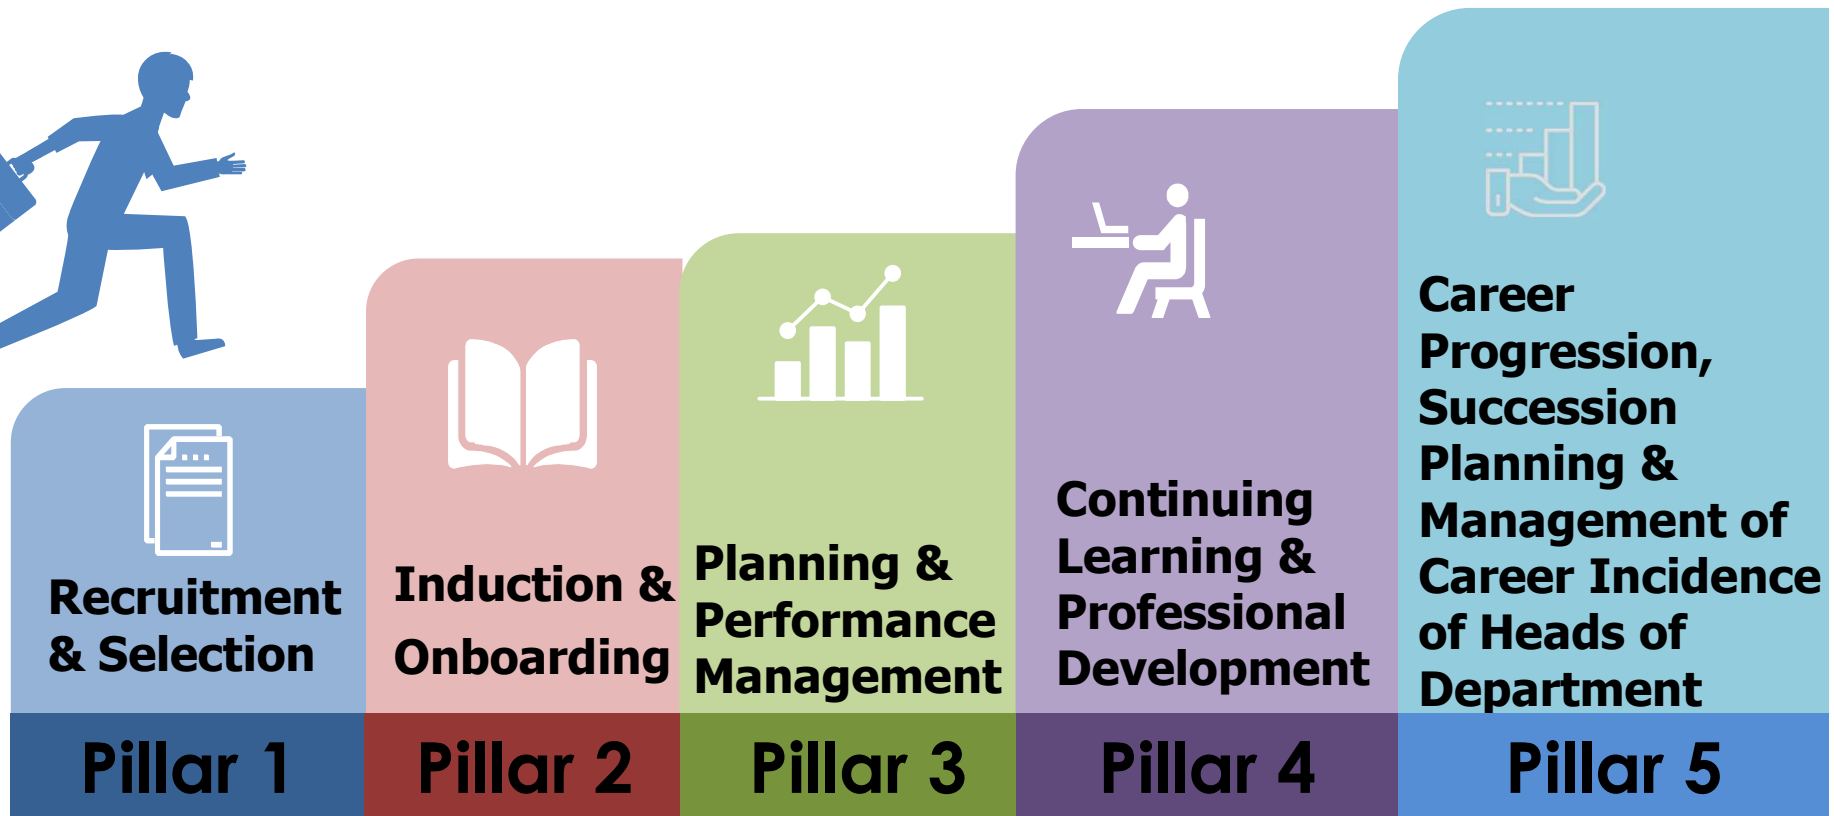 Recruitment
& Selection
Pillar 1
Induction &
Onboarding
Pillar 2
Planning &
Performance
Management
Pillar 3
Continuing
Learning &
Professional
Development
Pillar 4
Career
Progression,
Succession
Planning &
Management of
Career Incidence
of Heads of
Department
Pillar 5